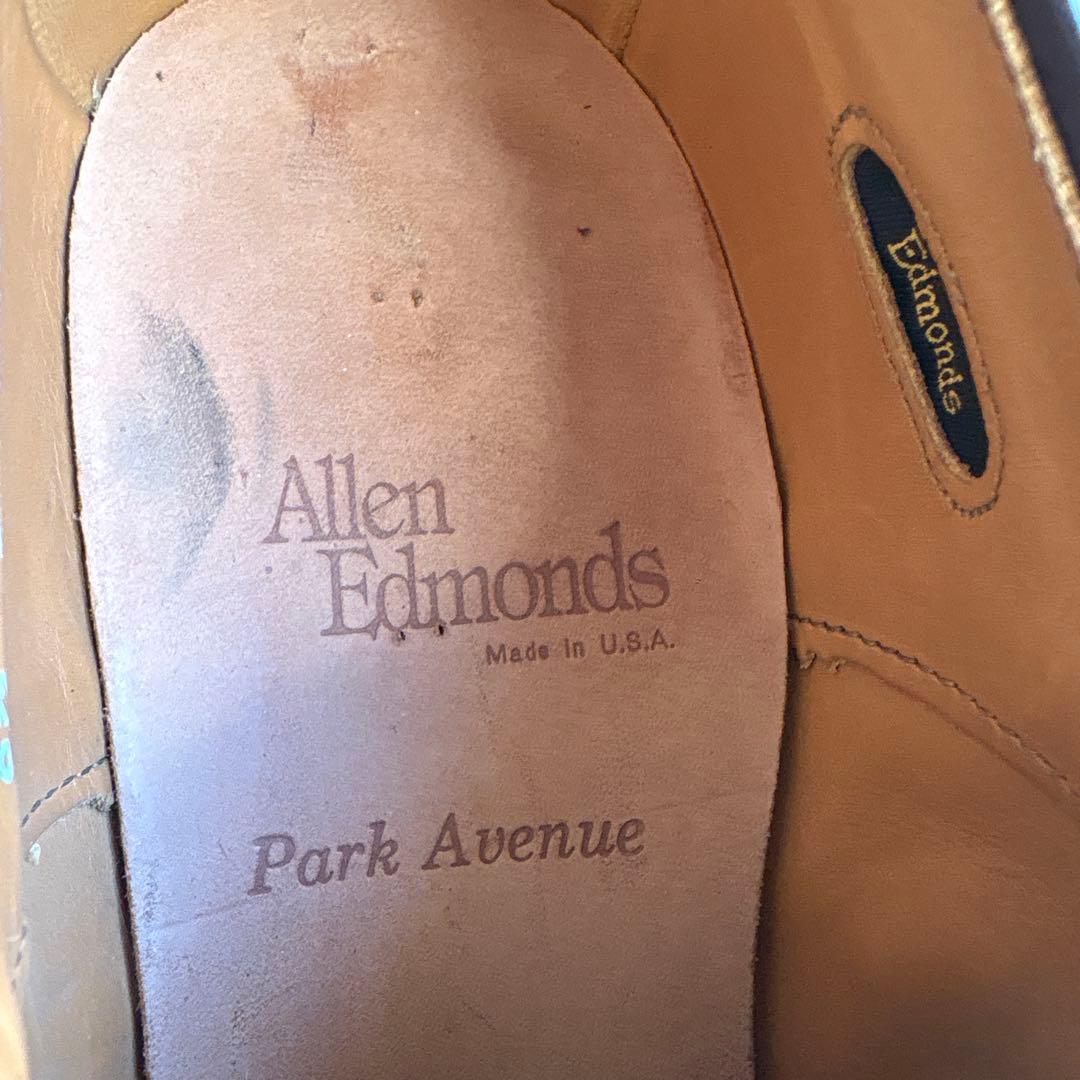 Allen
Edmonds
Made in U.S.A.
Park Avenue
Edmonds